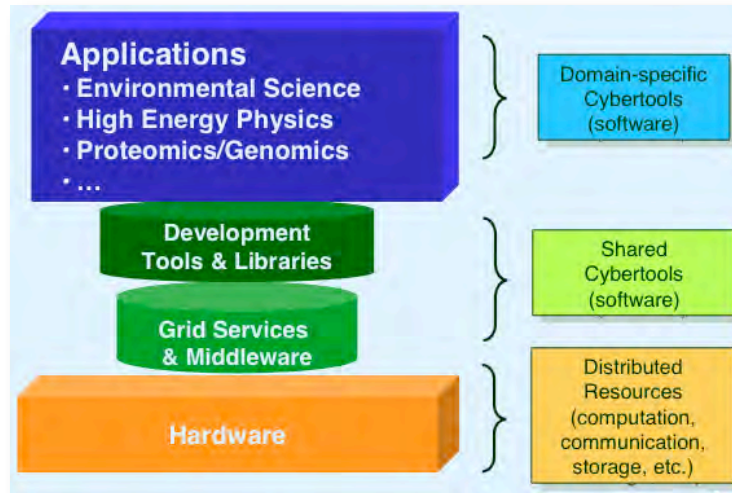 Applications
· Environmental Science
· High Energy Physics
· Proteomics/Genomics
· ...
Domain-specific
Cybertools
(software)
Development
Tools & Libraries
Grid Services
& Middleware
Shared
Cybertools
(software)
Hardware
Distributed
Resources
(computation,
communication,
storage, etc.)